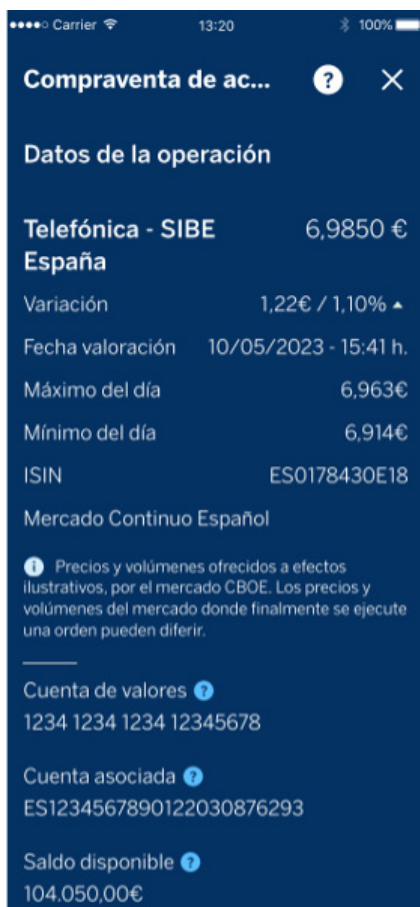 Carrier 13:20 100%
Compraventa de ac... ? ×
Datos de la operación
Telefónica - SIBE 6,9850 €
España
Variación 1,22€ / 1,10%
Fecha valoración 10/05/2023 - 15:41 h.
Máximo del día 6,963€
Mínimo del día 6,914€
ISIN ES0178430E18
Mercado Continuo Español
i Precios y volúmenes ofrecidos a efectos
ilustrativos, por el mercado CBOE. Los precios y
volúmenes del mercado donde finalmente se ejecute
una orden pueden diferir.
Cuenta de valores ?
1234 1234 1234 12345678
Cuenta asociada ?
ES1234567890122030876293
Saldo disponible ?
104.050,00€